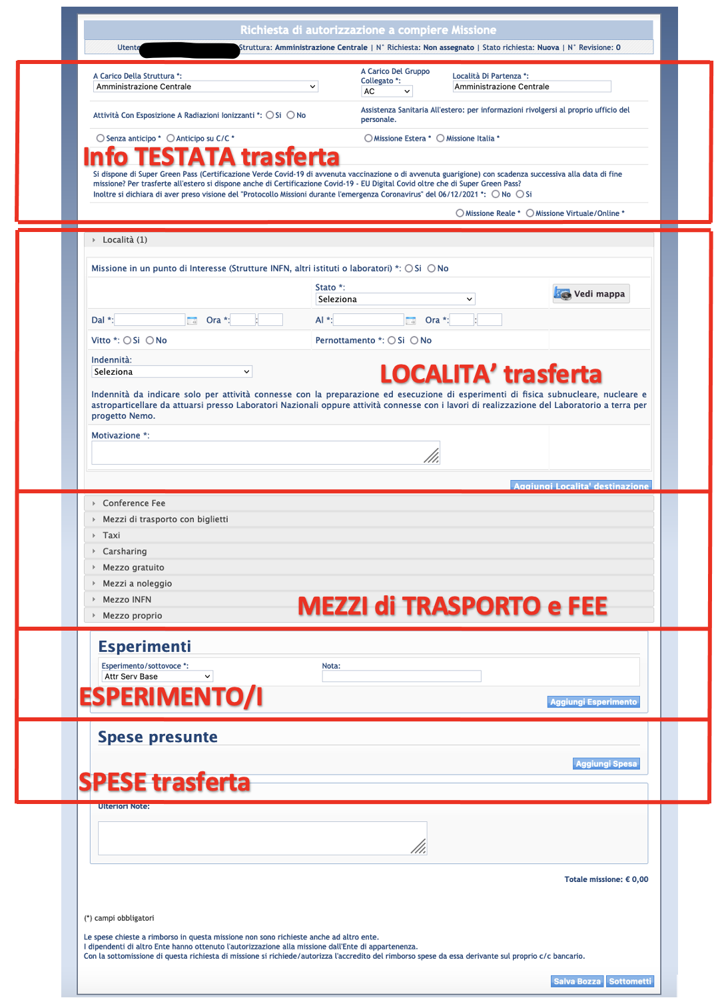 Richiesta di autorizzazione a compiere Missione
Utente Struttura: Amministrazione Centrale | N° Richiesta: Non assegnato | Stato richiesta: Nuova | N° Revisione: 0
A Carico Della Struttura *:
Amministrazione Centrale
A Carico Del Gruppo
Collegato *:
AC
Località Di Partenza *:
Amministrazione Centrale
Attività Con Esposizione A Radiazioni Ionizzanti *: Si No
Assistenza Sanitaria All'estero: per informazioni rivolgersi al proprio ufficio del
personale.
Senza anticipo * Anticipo su C/C *
Missione Estera * Missione Italia *
Info TESTATA trasferta
Si dispone di Super Green Pass (Certificazione Verde Covid-19 di avvenuta vaccinazione o di avvenuta guarigione) con scadenza successiva alla data di fine
missione? Per trasferte all'estero si dispone anche di Certificazione Covid-19 - EU Digital Covid oltre che di Super Green Pass?
Inoltre si dichiara di aver preso visione del "Protocollo Missioni durante l'emergenza Coronavirus" del 06/12/2021 *: No Si
Missione Reale * Missione Virtuale/Online *
Località (1)
Missione in un punto di Interesse (Strutture INFN, altri istituti o laboratori) *: Si No
Stato *:
Seleziona
Vedi mappa
Dal *: Ora *: :
Al *: Ora *: :
Vitto *: Si No
Pernottamento *: Si No
Indennità:
Seleziona
LOCALITA’ trasferta
Indennità da indicare solo per attività connesse con la preparazione ed esecuzione di esperimenti di fisica subnucleare, nucleare e
astroparticellare da attuarsi presso Laboratori Nazionali oppure attività connesse con i lavori di realizzazione del Laboratorio a terra per
progetto Nemo.
Motivazione *:
Aggiungi Localita' destinazione
Conference Fee
Mezzi di trasporto con biglietti
Taxi
Carsharing
Mezzo gratuito
Mezzi a noleggio
Mezzo INFN
MEZZI di TRASPORTO e FEE
Mezzo proprio
Esperimenti
Esperimento/sottovoce *:
Attr Serv Base
Nota:
ESPERIMENTO/I
Aggiungi Esperimento
Spese presunte
Aggiungi Spesa
SPESE trasferta
Ulteriori Note:
Totale missione: € 0,00
(*) campi obbligatori
Le spese chieste a rimborso in questa missione non sono richieste anche ad altro ente.
I dipendenti di altro Ente hanno ottenuto l'autorizzazione alla missione dall'Ente di appartenenza.
Con la sottomissione di questa richiesta di missione si richiede/autorizza l'accredito del rimborso spese da essa derivante sul proprio c/c bancario.
Salva Bozza Sottometti